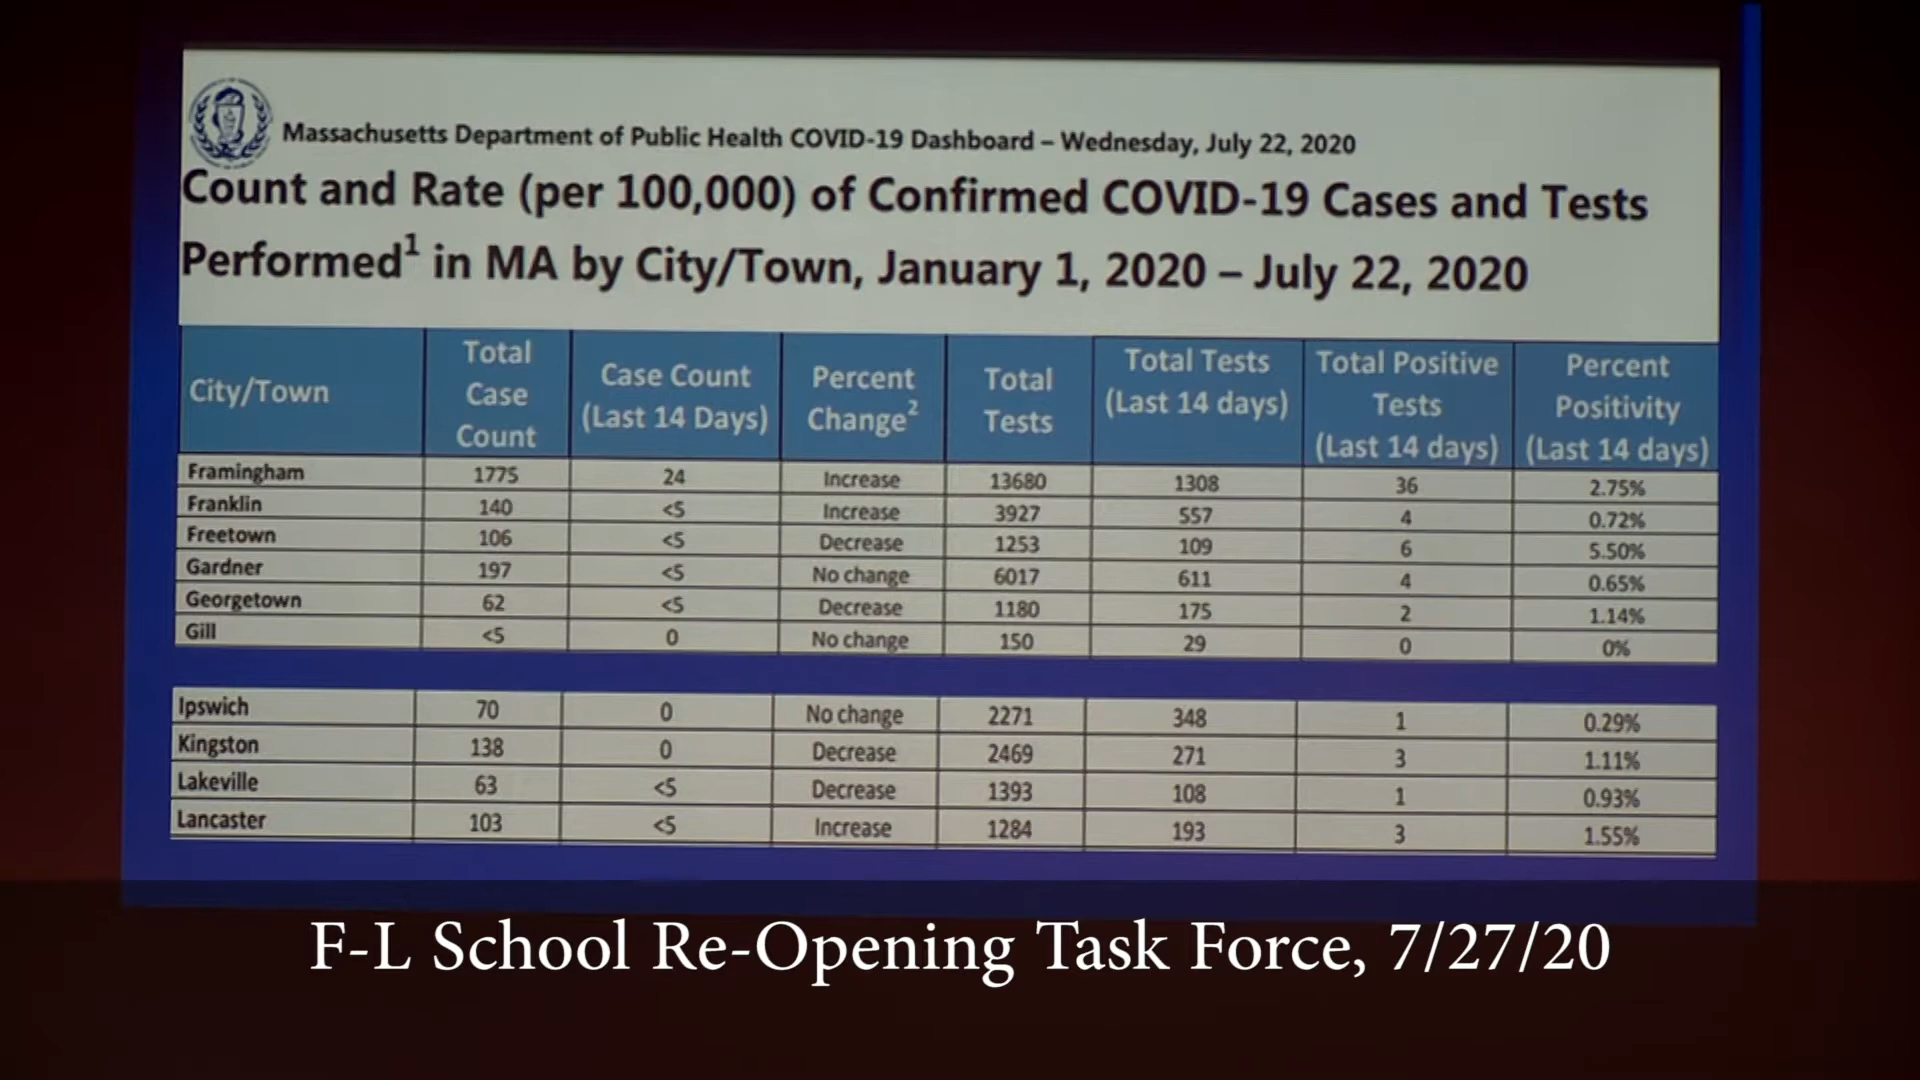 Massachusetts Department of Public Health COVID-19 Dashboard – Wednesday, July 22, 2020
Count and Rate (per 100,000) of Confirmed COVID-19 Cases and Tests
Performed1 in MA by City/Town, January 1, 2020 – July 22, 2020
City/Town Total Case Count Case Count (Last 14 Days) Percent Change2 Total Tests Total Tests (Last 14 days) Total Positive Tests (Last 14 days) Percent Positivity (Last 14 days)
Framingham 1775 24 Increase 13680 1308 36 2.75%
Franklin 140 <5 Increase 3927 557 4 0.72%
Freetown 106 <5 Decrease 1253 109 6 5.50%
Gardner 197 <5 No change 6017 611 4 0.65%
Georgetown 62 <5 Decrease 1180 175 2 1.14%
Gill <5 0 No change 150 29 0 0%
Ipswich 70 0 No change 2271 348 1 0.29%
Kingston 138 0 Decrease 2469 271 3 1.11%
Lakeville 63 <5 Decrease 1393 108 1 0.93%
Lancaster 103 <5 Increase 1284 193 3 1.55%
F-L School Re-Opening Task Force, 7/27/20